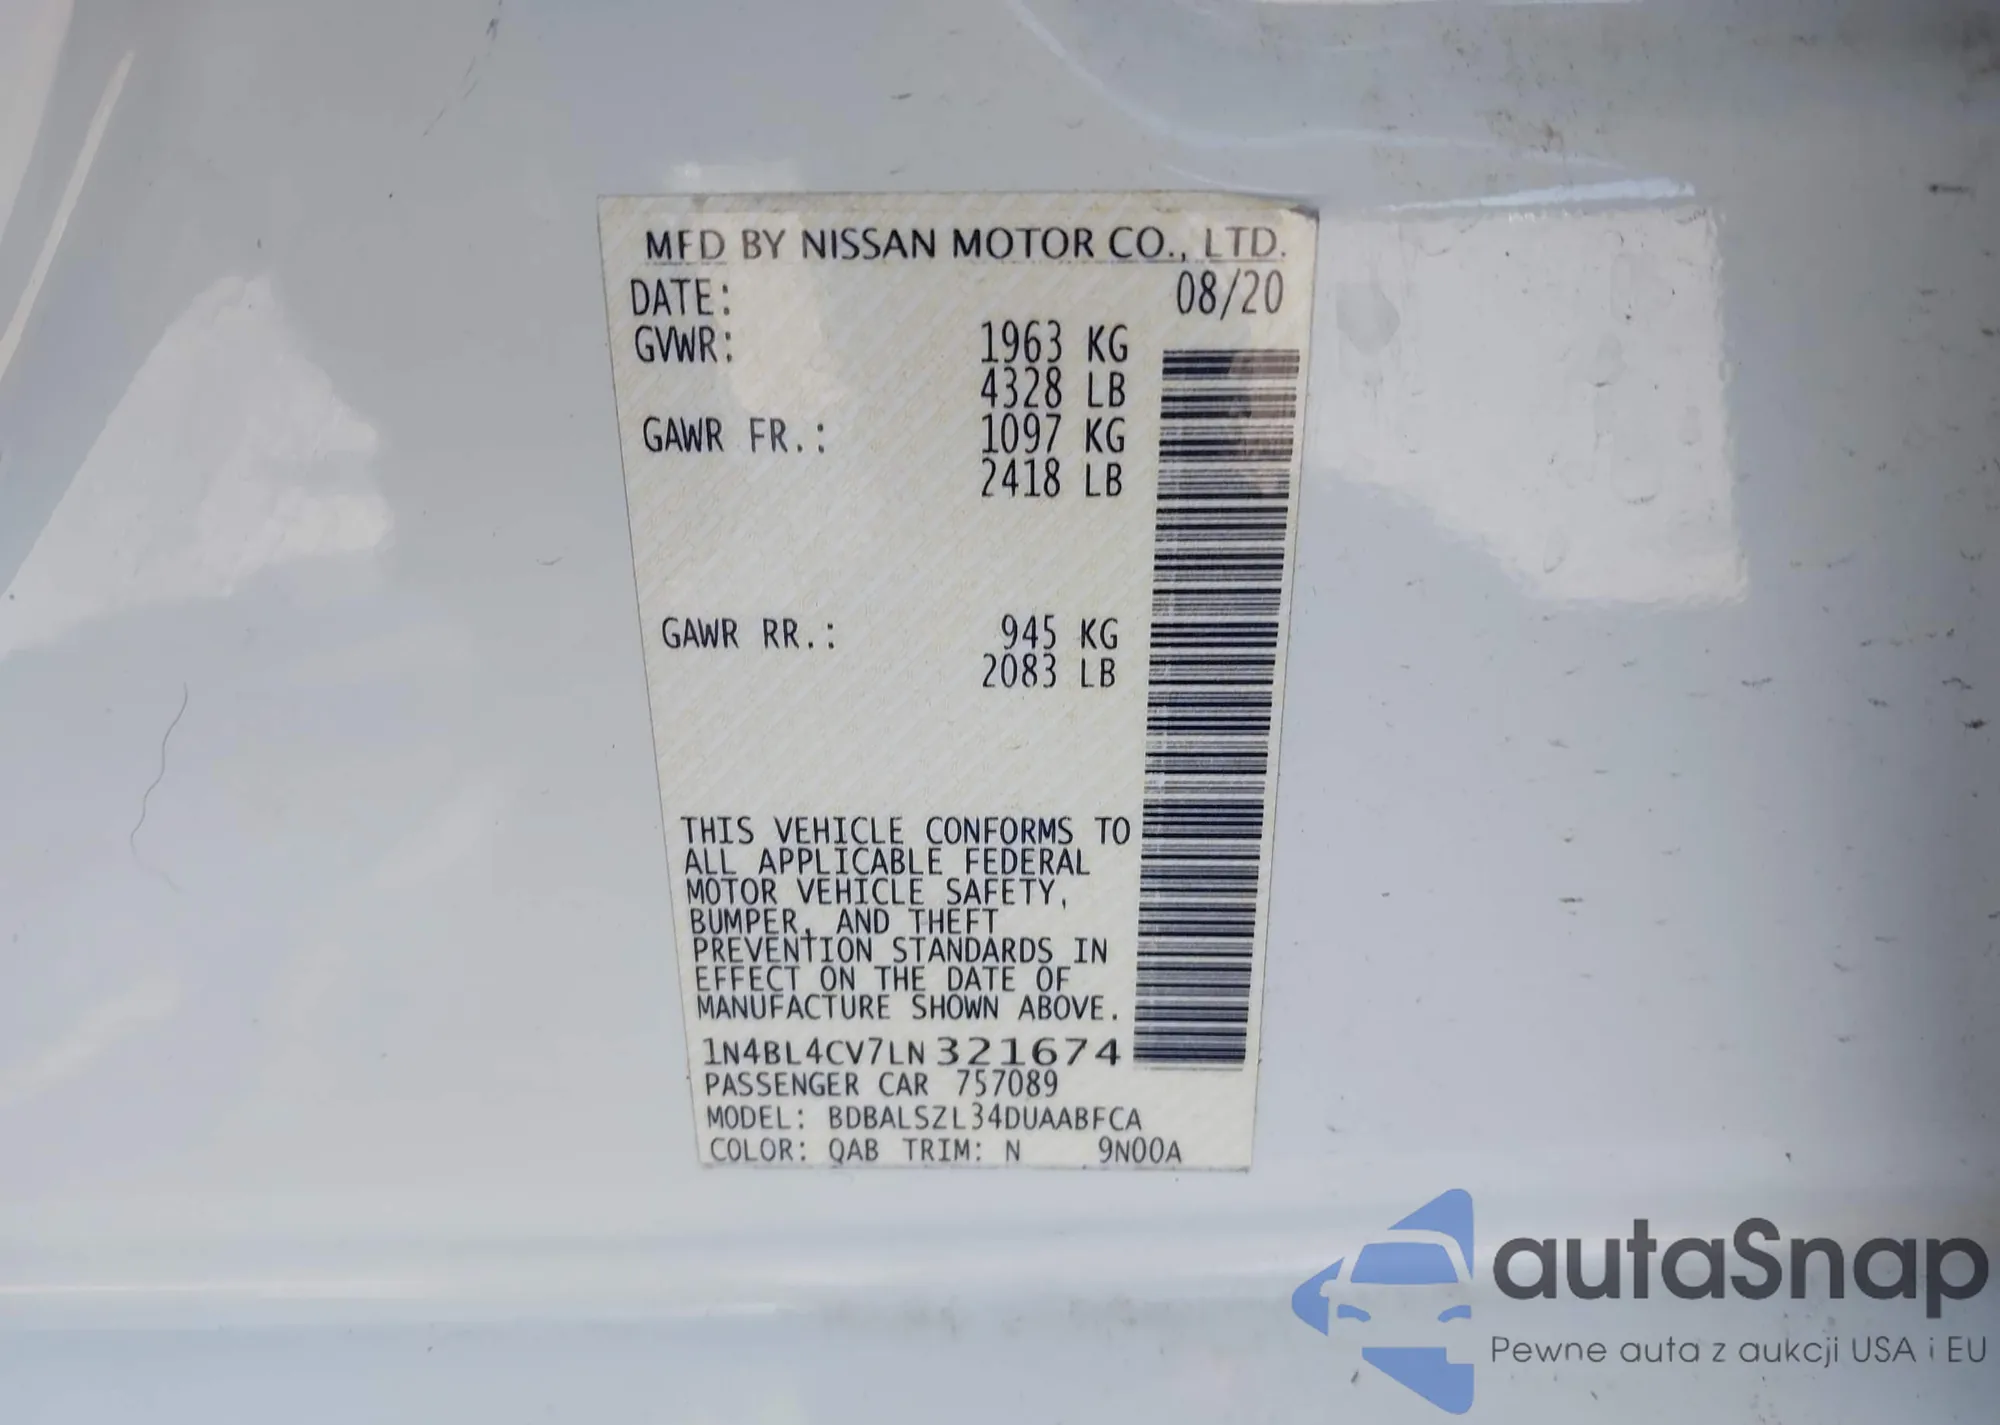 MFD BY NISSAN MOTOR CO., LTD.
DATE: 08/20
GVWR: 1963 KG
4328 LB
GAWR FR.: 1097 KG
2418 LB
GAWR RR.: 945 KG
2083 LB
THIS VEHICLE CONFORMS TO
ALL APPLICABLE FEDERAL
MOTOR VEHICLE SAFETY,
BUMPER, AND THEFT
PREVENTION STANDARDS IN
EFFECT ON THE DATE OF
MANUFACTURE SHOWN ABOVE.
1N4BL4CV7LN321674
PASSENGER CAR 757089
MODEL: BDBALSZL34DUAABFCA
COLOR: QAB TRIM: N 9N00A
autaSnap
Pewne auta z aukcji USA i EU